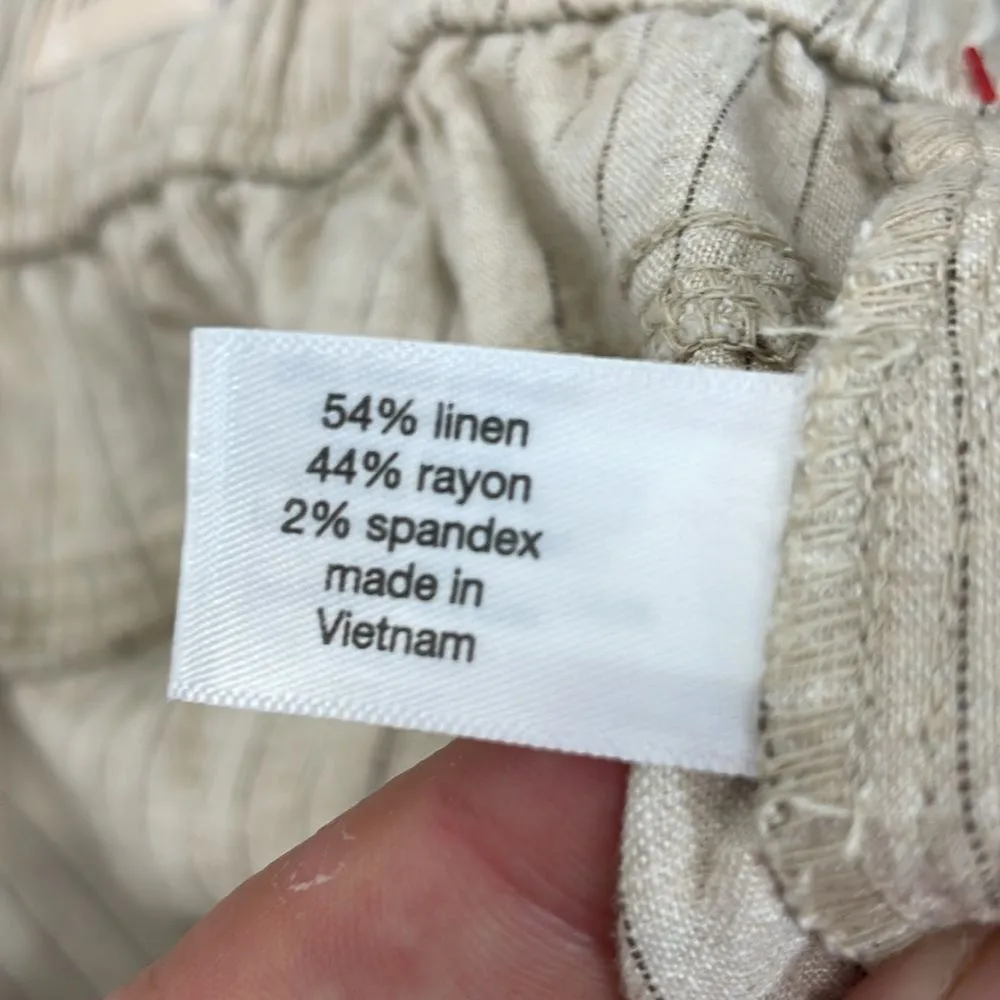 54% linen
44% rayon
2% spandex
made in
Vietnam